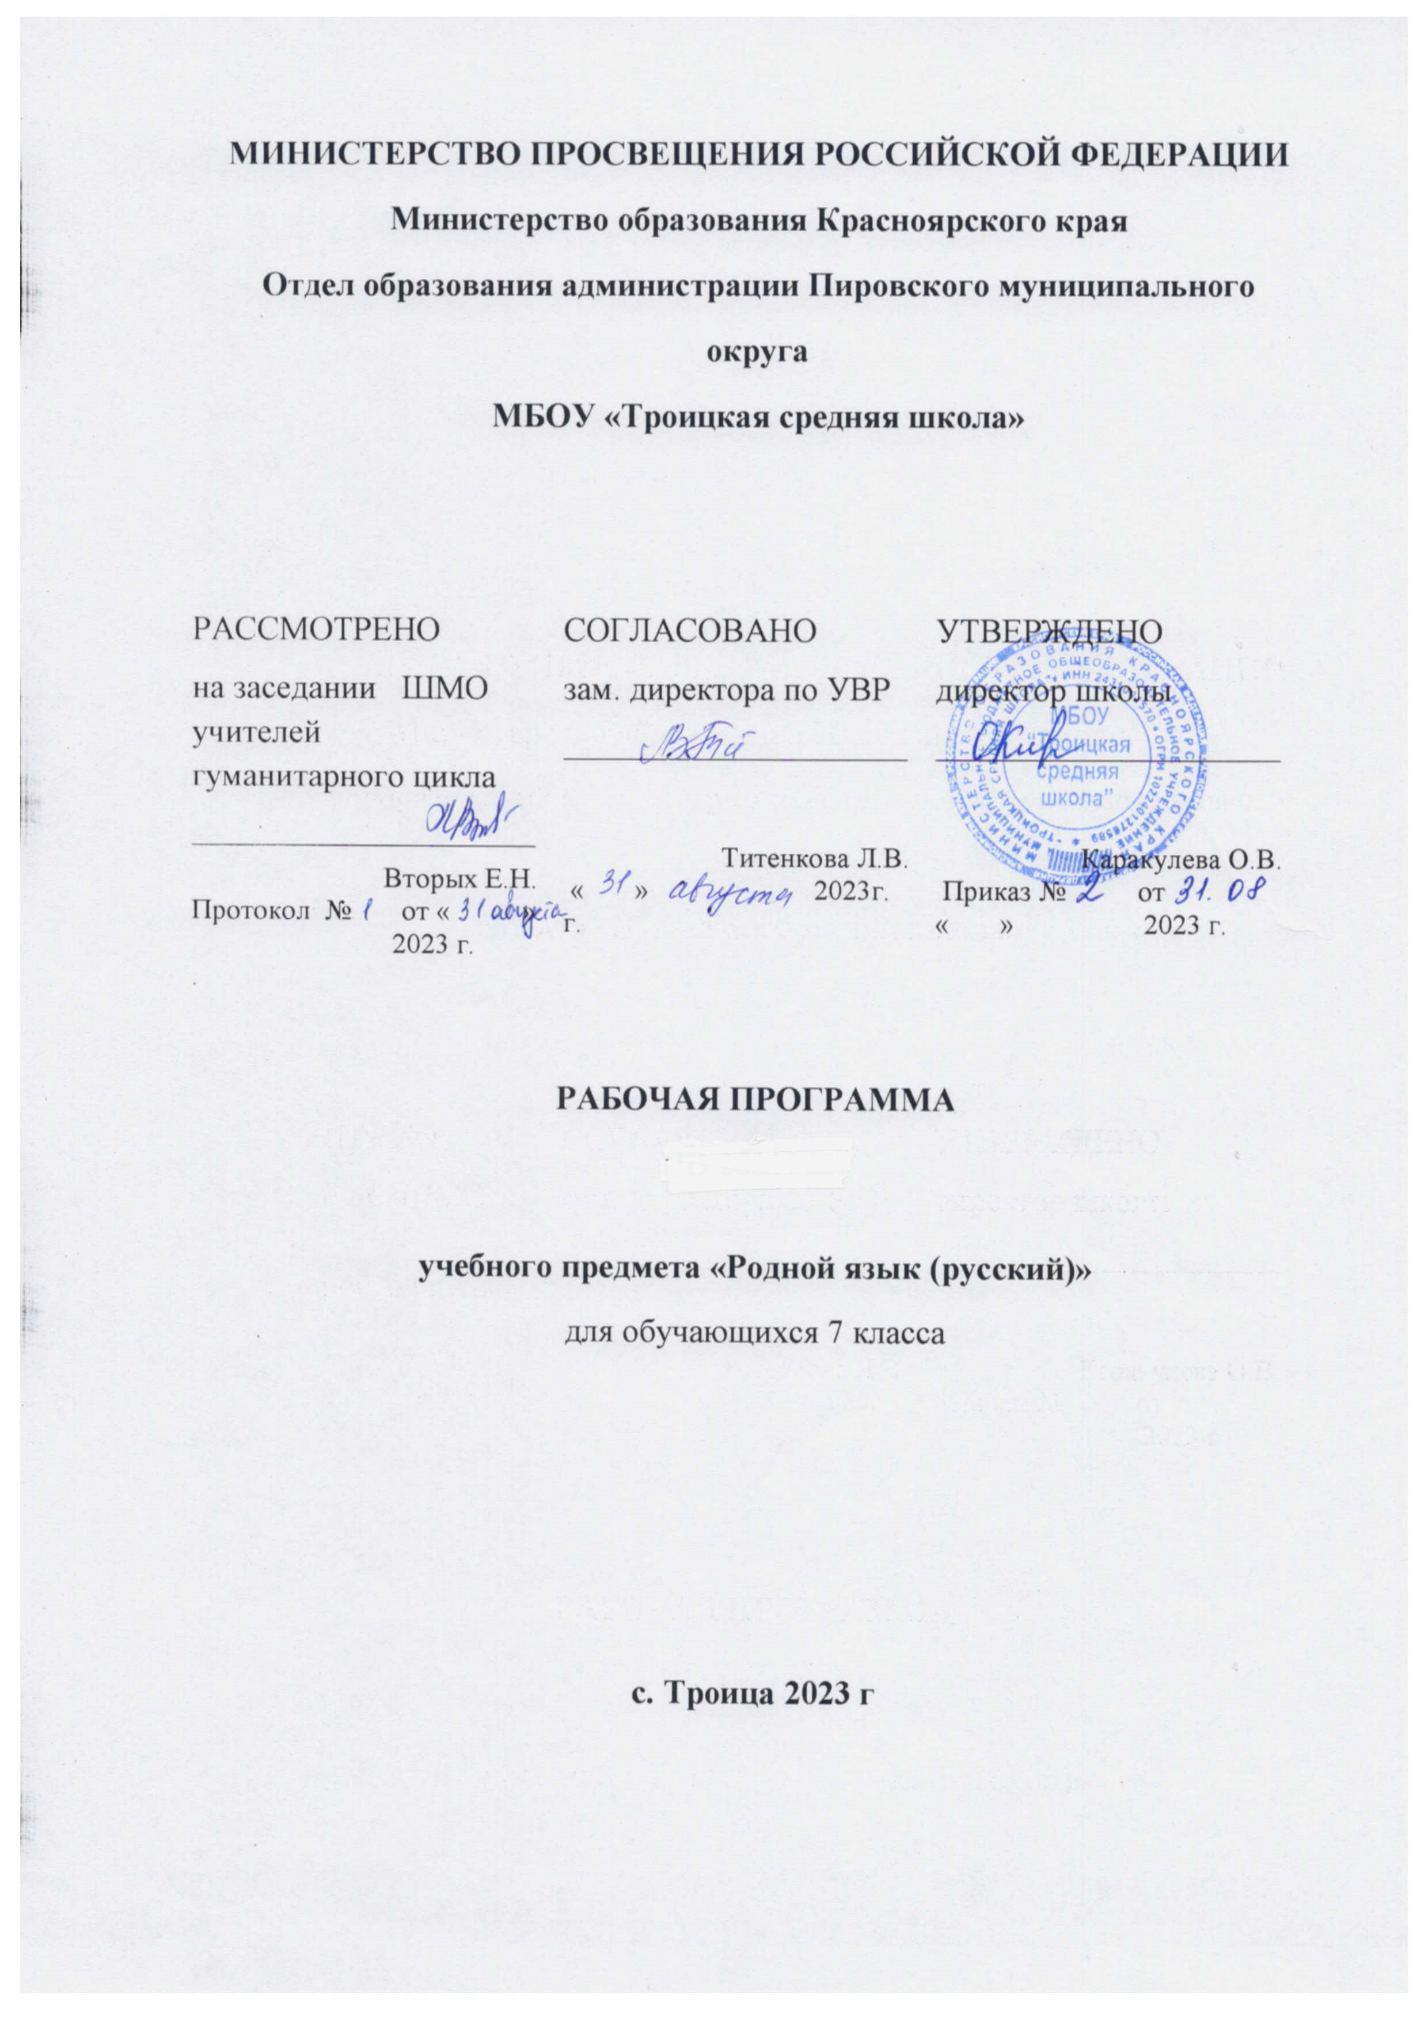 МИНИСТЕРСТВО ПРОСВЕЩЕНИЯ РОССИЙСКОЙ ФЕДЕРАЦИИ
Министерство образования Красноярского края
Отдел образования администрации Пировского муниципального
округа
МБОУ «Троицкая средняя школа»
РАССМОТРЕНО
на заседании ШМО
учителей
гуманитарного цикла
Вторых Е.Н.
Протокол № 1 от « 31 августа »
2023 г.
СОГЛАСОВАНО
зам. директора по УВР
Титенкова Л.В.
« 31 » августа 2023г.
г.
УТВЕРЖДЕНО
директор школы
МБОУ
"Троицкая
средняя
школа"
Каракулева О.В.
Приказ № 2 от 31. 08
« » 2023 г.
РАБОЧАЯ ПРОГРАММА
учебного предмета «Родной язык (русский)»
для обучающихся 7 класса
с. Троица 2023 г